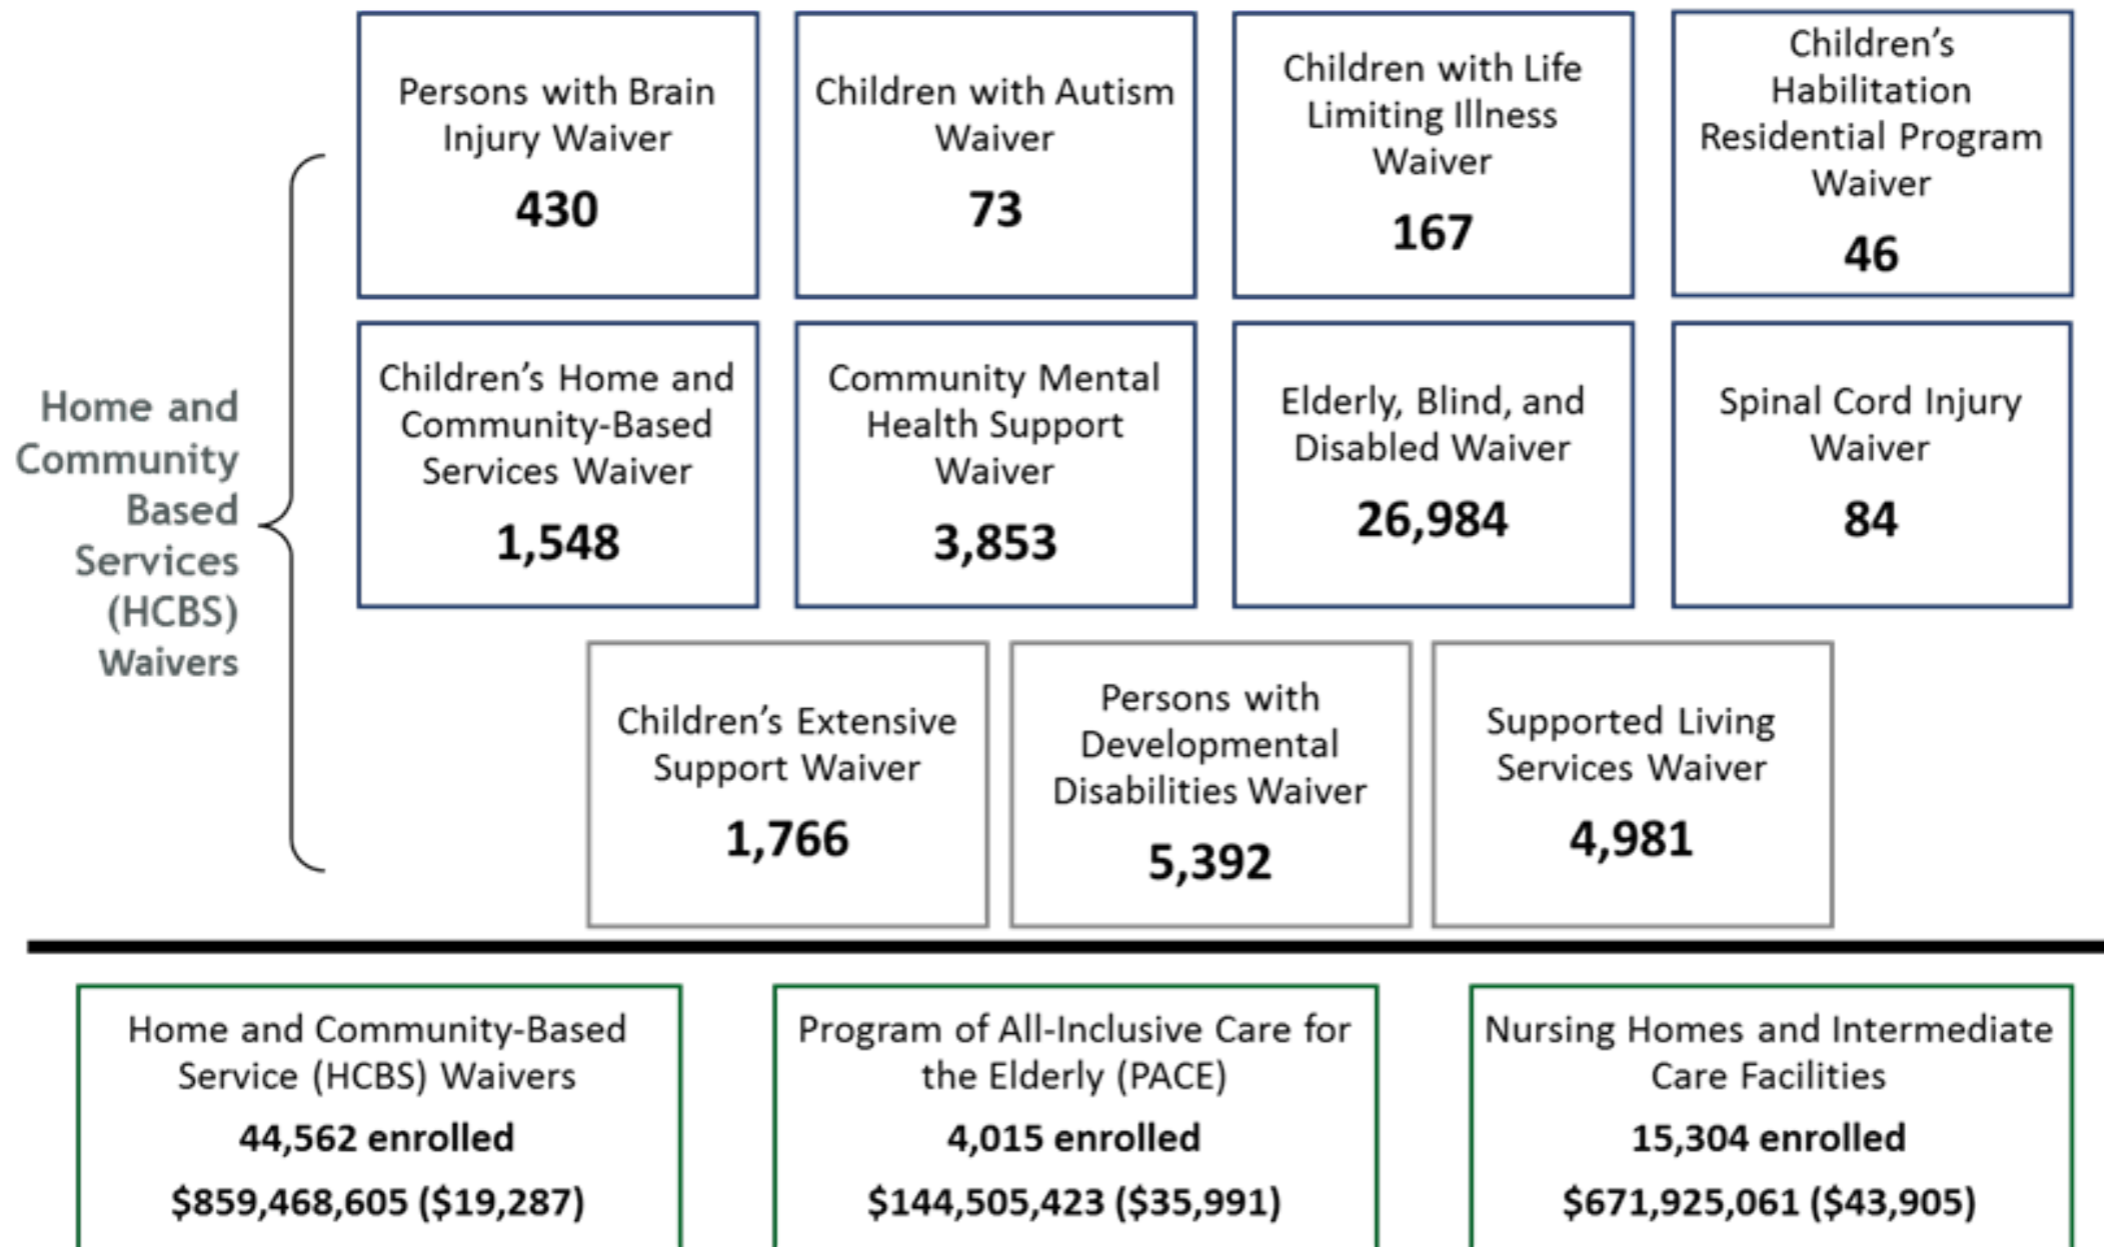 Persons with Brain
Injury Waiver
430
Children with Autism
Waiver
73
Children with Life
Limiting Illness
Waiver
167
Children’s
Habilitation
Residential Program
Waiver
46
Home and
Community
Based
Services
(HCBS)
Waivers
Children’s Home and
Community-Based
Services Waiver
1,548
Community Mental
Health Support
Waiver
3,853
Elderly, Blind, and
Disabled Waiver
26,984
Spinal Cord Injury
Waiver
84
Children’s Extensive
Support Waiver
1,766
Persons with
Developmental
Disabilities Waiver
5,392
Supported Living
Services Waiver
4,981
Home and Community-Based
Service (HCBS) Waivers
44,562 enrolled
$859,468,605 ($19,287)
Program of All-Inclusive Care for
the Elderly (PACE)
4,015 enrolled
$144,505,423 ($35,991)
Nursing Homes and Intermediate
Care Facilities
15,304 enrolled
$671,925,061 ($43,905)